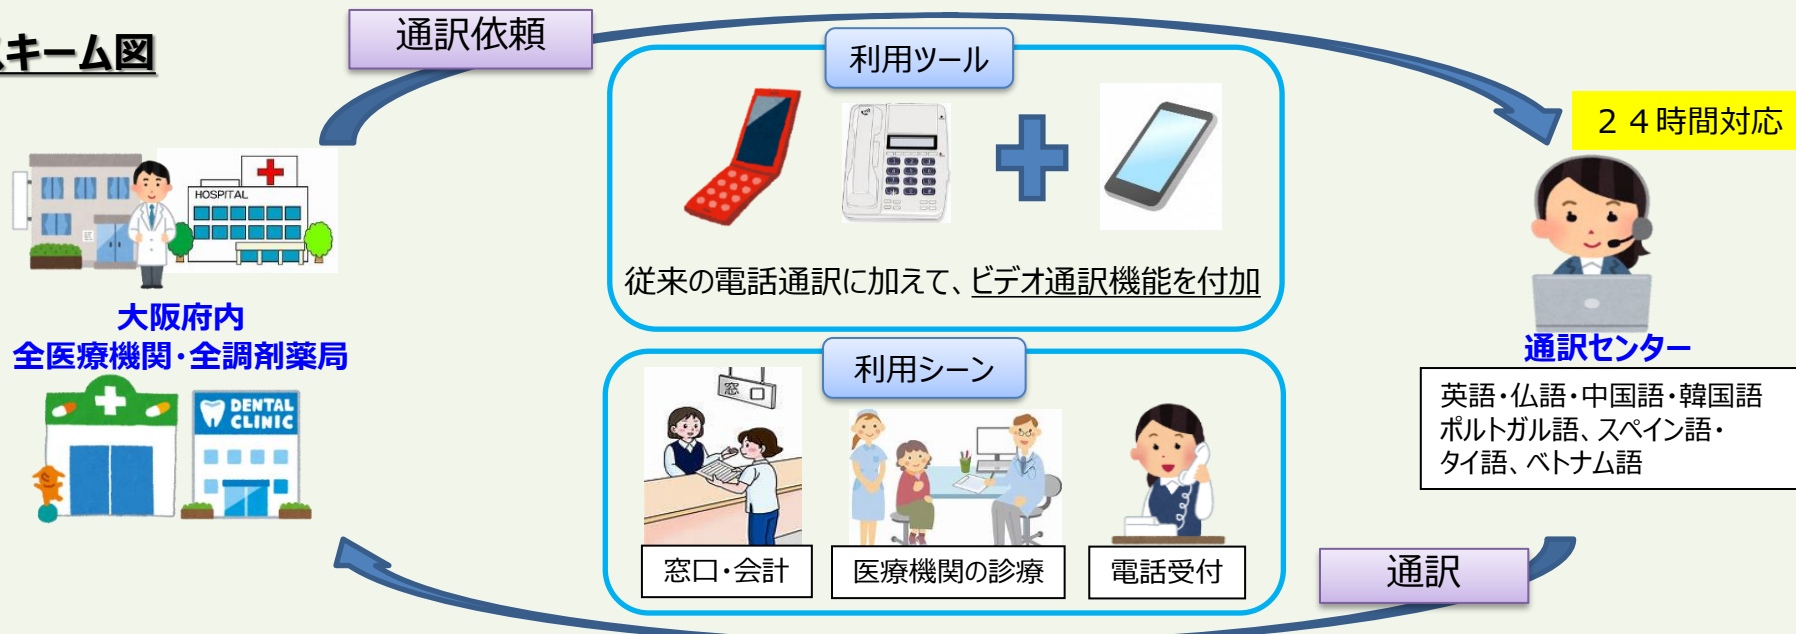 スキーム図
通訳依頼
利用ツール
２４時間対応
HOSPITAL
従来の電話通訳に加えて、ビデオ通訳機能を付加
大阪府内
全医療機関・全調剤薬局
DENTAL
CLINIC
利用シーン
窓口
窓口・会計
医療機関の診療
電話受付
通訳センター
英語・仏語・中国語・韓国語
ポルトガル語、スペイン語・
タイ語、ベトナム語
通訳